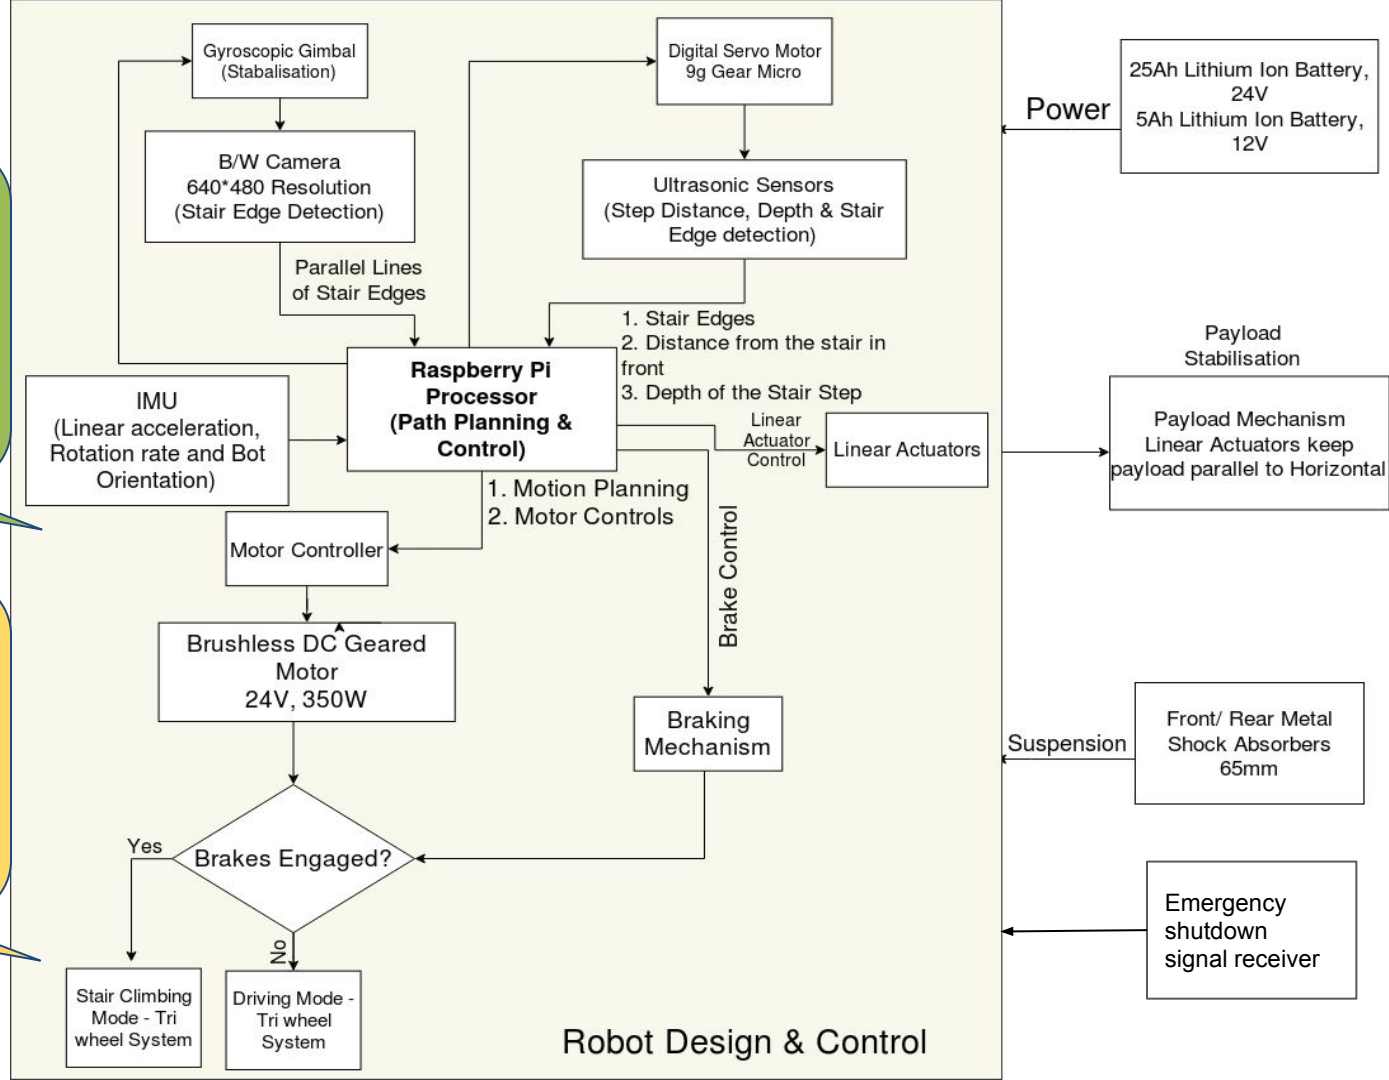 Gyroscopic Gimbal
(Stabalisation)
Digital Servo Motor
9g Gear Micro
25Ah Lithium Ion Battery,
24V
5Ah Lithium Ion Battery,
12V
Power
B/W Camera
640*480 Resolution
(Stair Edge Detection)
Ultrasonic Sensors
(Step Distance, Depth & Stair
Edge detection)
Parallel Lines
of Stair Edges
1. Stair Edges
2. Distance from the stair in
front
3. Depth of the Stair Step
Payload
Stabilisation
Raspberry Pi
Processor
(Path Planning &
Control)
IMU
(Linear acceleration,
Rotation rate and Bot
Orientation)
Linear
Actuator
Control
Linear Actuators
Payload Mechanism
Linear Actuators keep
payload parallel to Horizontal
1. Motion Planning
2. Motor Controls
Motor Controller
Brake Control
Brushless DC Geared
Motor
24V, 350W
Braking
Mechanism
Suspension
Front/ Rear Metal
Shock Absorbers
65mm
Yes
Brakes Engaged?
No
Emergency
shutdown
signal receiver
Stair Climbing
Mode - Tri
wheel System
Driving Mode -
Tri wheel
System
Robot Design & Control